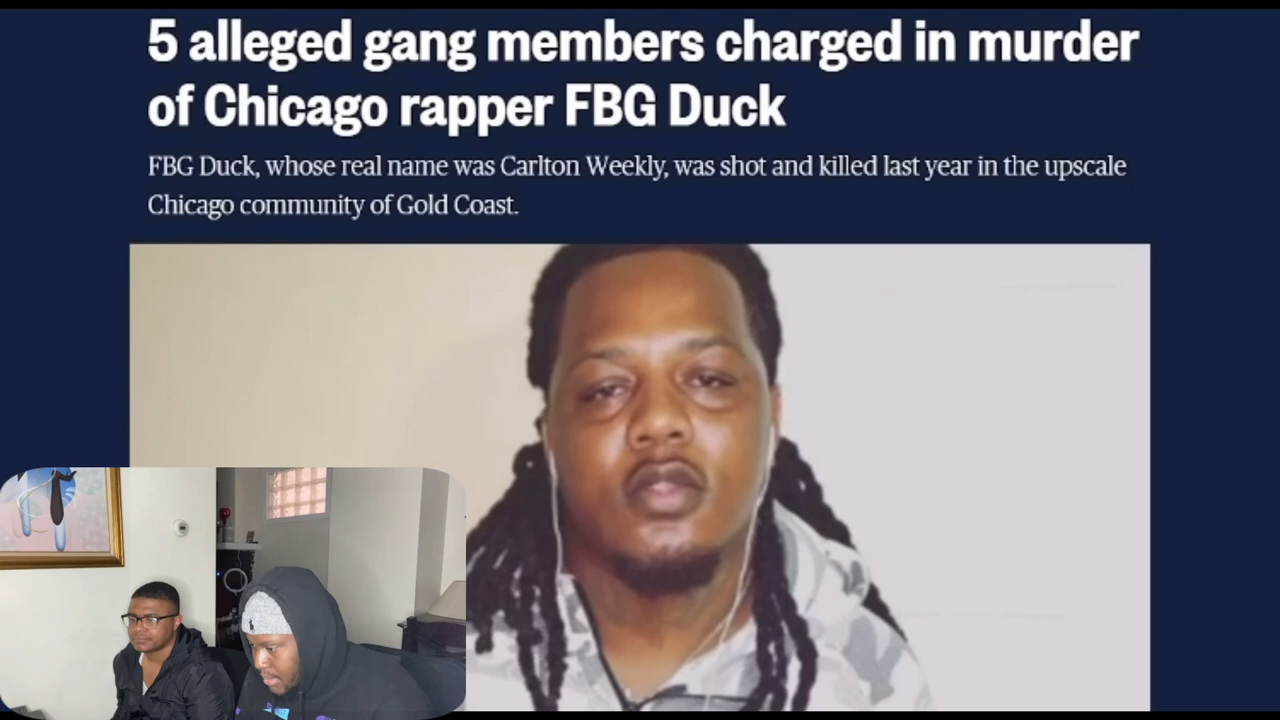 5 alleged gang members charged in murder
of Chicago rapper FBG Duck
FBG Duck, whose real name was Carlton Weekly, was shot and killed last year in the upscale
Chicago community of Gold Coast.